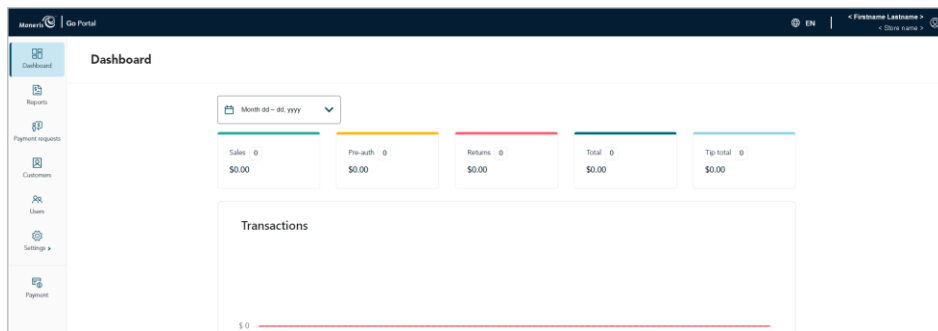 Moneris Go Portal
EN
< Firstname Lastname >
< Store name >
Dashboard
Reports
Payment requests
Customers
Users
Settings
Payment
Dashboard
Month dd – dd, yyyy
Sales 0
$0.00
Pre-auth 0
$0.00
Returns 0
$0.00
Total 0
$0.00
Tip total 0
$0.00
Transactions
$ 0